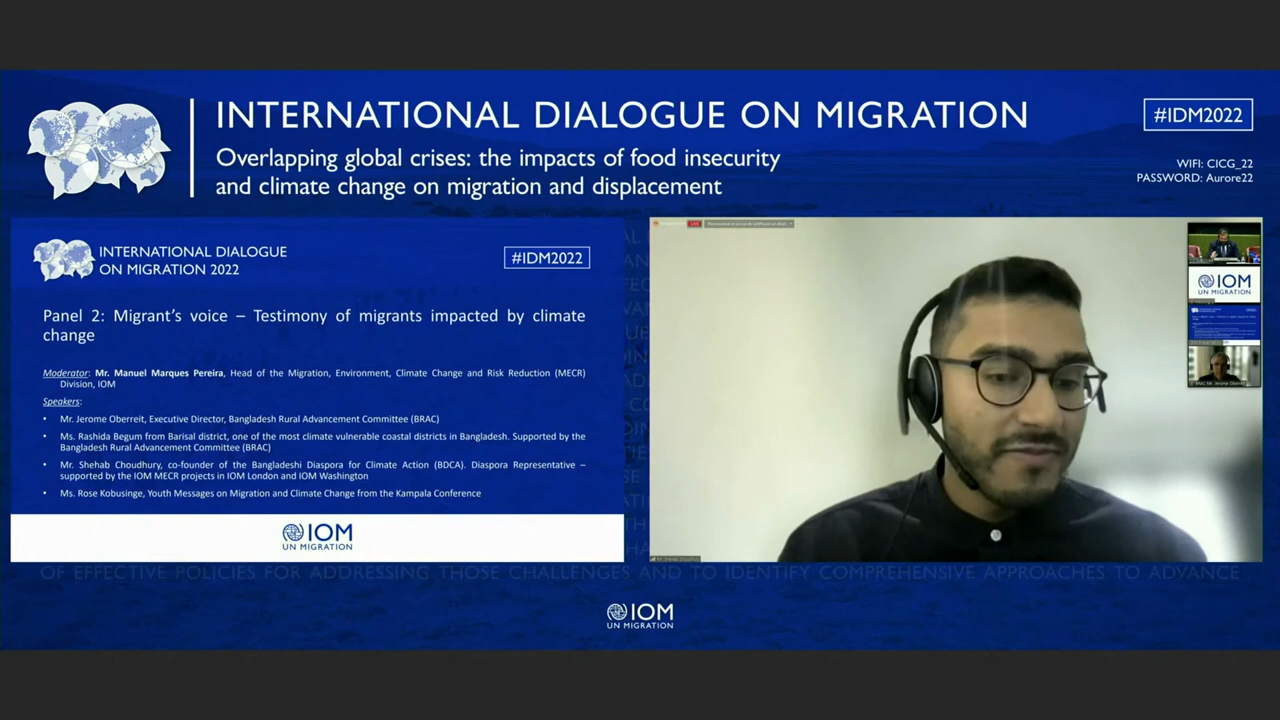 INTERNATIONAL DIALOGUE ON MIGRATION
Overlapping global crises: the impacts of food insecurity
and climate change on migration and displacement
#IDM2022
WIFI: CICG_22
PASSWORD: Aurore22
INTERNATIONAL DIALOGUE
ON MIGRATION 2022
#IDM2022
Panel 2: Migrant's voice – Testimony of migrants impacted by climate
change
Moderator: Mr. Manuel Marques Pereira, Head of the Migration, Environment, Climate Change and Risk Reduction (MECR)
Division, IOM
Speakers:
• Mr. Jerome Oberreit, Executive Director, Bangladesh Rural Advancement Committee (BRAC)
• Ms. Rashida Begum from Barisal district, one of the most climate vulnerable coastal districts in Bangladesh. Supported by the
Bangladesh Rural Advancement Committee (BRAC)
• Mr. Shehab Choudhury, co-founder of the Bangladeshi Diaspora for Climate Action (BDCA). Diaspora Representative –
supported by the IOM MECR projects in IOM London and IOM Washington
• Ms. Rose Kobusinge, Youth Messages on Migration and Climate Change from the Kampala Conference
IOM
UN MIGRATION
LIVE
IOM
UN MIGRATION
OF EFFECTIVE POLICIES FOR ADDRESSING THOSE CHALLENGES AND TO IDENTIFY COMPREHENSIVE APPROACHES TO ADVANCE
IOM
UN MIGRATION